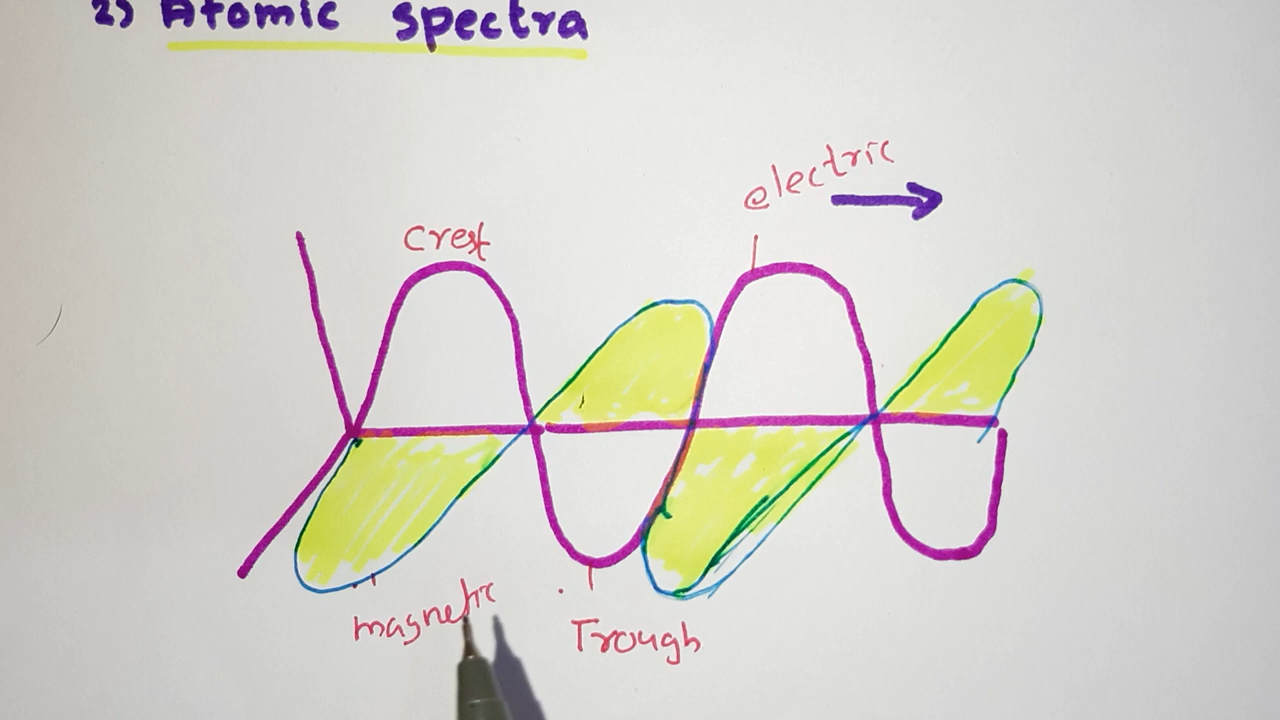 2) Atomic spectra
electric
Crest
magnetic
Trough